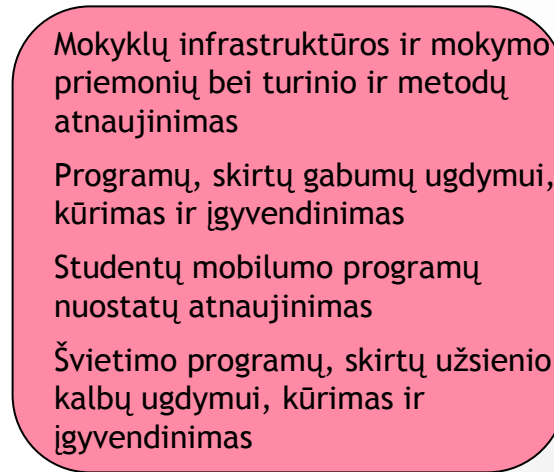 Mokyklų infrastruktūros ir mokymo
priemonių bei turinio ir metodų
atnaujinimas
Programų, skirtų gabumų ugdymui,
kūrimas ir įgyvendinimas
Studentų mobilumo programų
nuostatų atnaujinimas
Švietimo programų, skirtų užsienio
kalbų ugdymui, kūrimas ir
įgyvendinimas